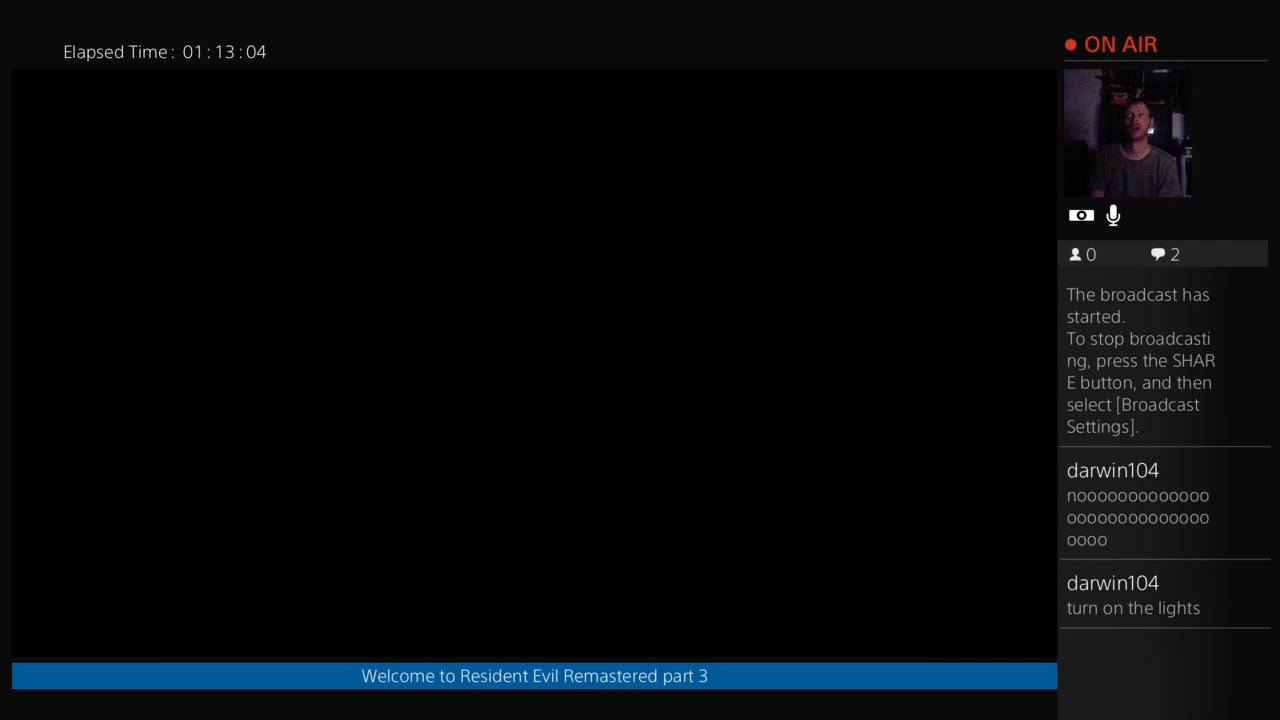 Elapsed Time: 01:13:04
ON AIR
0 2
The broadcast has
started.
To stop broadcasti
ng, press the SHAR
E button, and then
select [Broadcast
Settings].
darwin104
nooooooooooooo
oooooooooooooo
oooo
darwin104
turn on the lights
Welcome to Resident Evil Remastered part 3